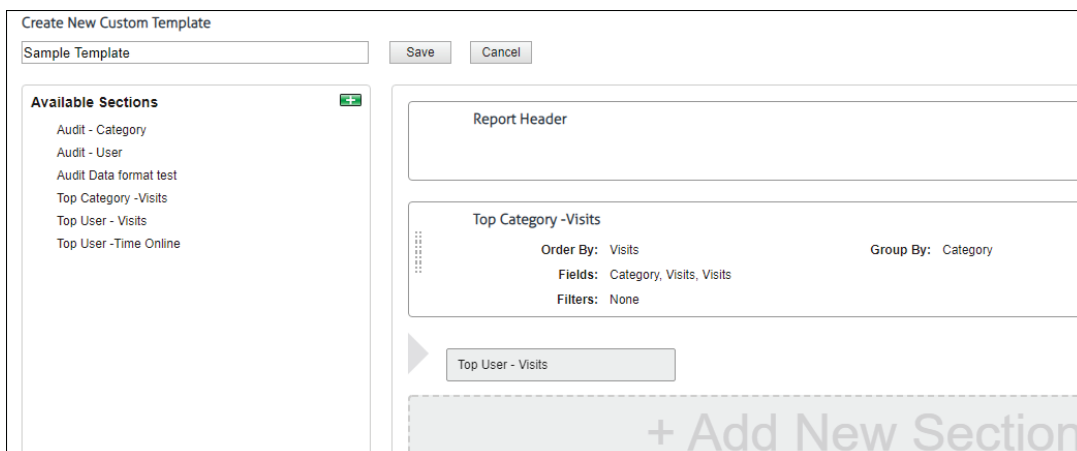 Create New Custom Template
Sample Template
Save
Cancel
Available Sections
Audit - Category
Audit - User
Audit Data format test
Top Category -Visits
Top User - Visits
Top User -Time Online
Report Header
Top Category -Visits
Order By: Visits
Group By: Category
Fields: Category, Visits, Visits
Filters: None
Top User - Visits
+ Add New Section